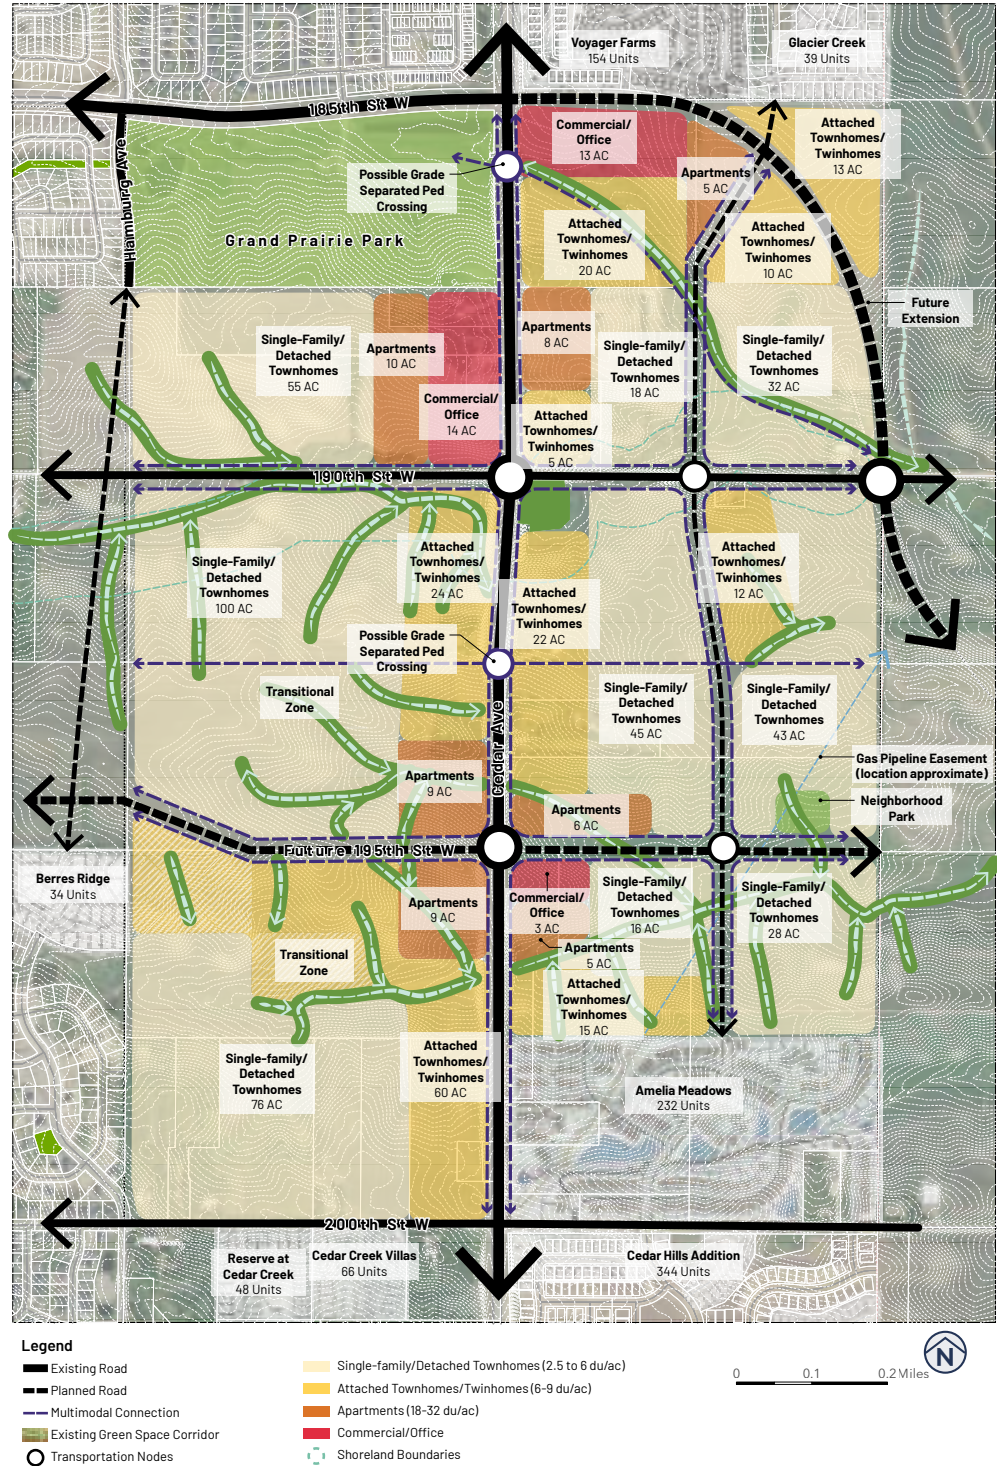 Voyager Farms
154 Units
Glacier Creek
39 Units
185th St W
Hamburg Ave
Commercial/
Office
13 AC
Attached
Townhomes/
Twinhomes
13 AC
Possible Grade
Separated Ped
Crossing
Apartments
5 AC
Grand Prairie Park
Attached
Townhomes/
Twinhomes
20 AC
Attached
Townhomes/
Twinhomes
10 AC
Future
Extension
Single-Family/
Detached
Townhomes
55 AC
Apartments
10 AC
Apartments
8 AC
Single-family/
Detached
Townhomes
18 AC
Single-family/
Detached
Townhomes
32 AC
Commercial/
Office
14 AC
Attached
Townhomes/
Twinhomes
5 AC
190th St W
Single-Family/
Detached
Townhomes
100 AC
Attached
Townhomes/
Twinhomes
24 AC
Attached
Townhomes/
Twinhomes
12 AC
Attached
Townhomes/
Twinhomes
22 AC
Possible Grade
Separated Ped
Crossing
Transitional
Zone
Single-Family/
Detached
Townhomes
45 AC
Single-Family/
Detached
Townhomes
43 AC
Cedar Ave
Gas Pipeline Easement
(location approximate)
Apartments
9 AC
Apartments
6 AC
Neighborhood
Park
Future 195th St W
Berres Ridge
34 Units
Apartments
9 AC
Commercial/
Office
3 AC
Single-Family/
Detached
Townhomes
16 AC
Single-Family/
Detached
Townhomes
28 AC
Transitional
Zone
Apartments
5 AC
Attached
Townhomes/
Twinhomes
15 AC
Single-family/
Detached
Townhomes
76 AC
Attached
Townhomes/
Twinhomes
60 AC
Amelia Meadows
232 Units
200th St W
Reserve at
Cedar Creek
48 Units
Cedar Creek Villas
66 Units
Cedar Hills Addition
344 Units
Legend
Existing Road
Planned Road
Multimodal Connection
Existing Green Space Corridor
Transportation Nodes
Single-family/Detached Townhomes (2.5 to 6 du/ac)
Attached Townhomes/Twinhomes (6-9 du/ac)
Apartments (18-32 du/ac)
Commercial/Office
Shoreland Boundaries
0 0.1 0.2 Miles
N